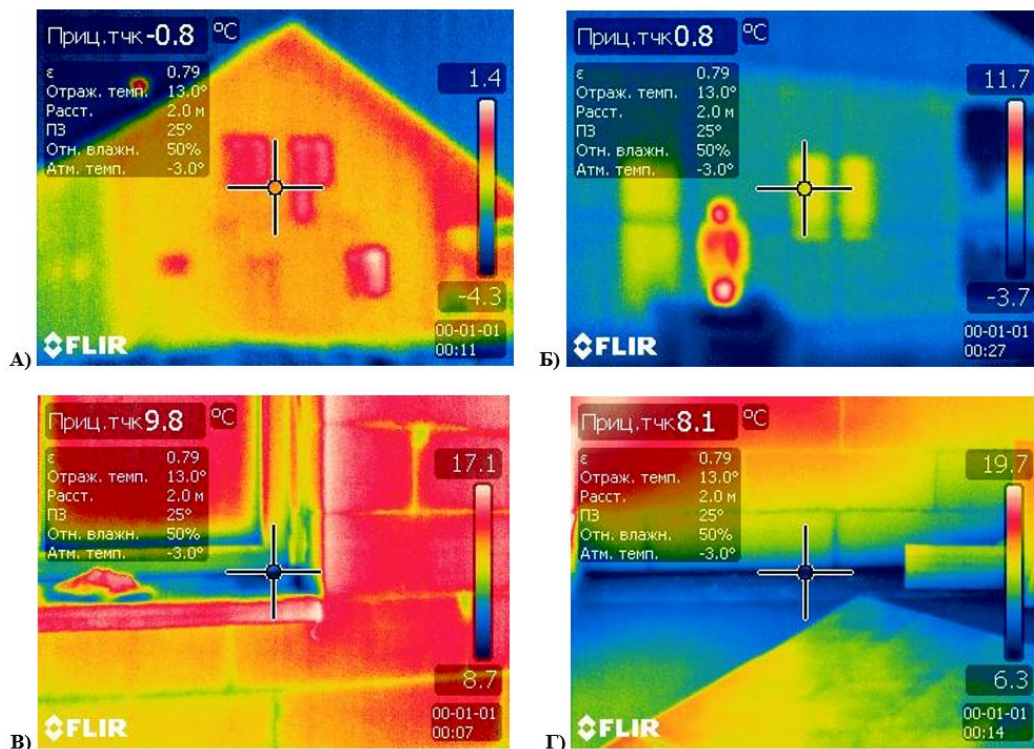 Приц.тчк-0.8 °C
ε 0.79
Отраж. темп. 13.0°
Расст. 2.0 м
ПЗ 25°
Отн. влажн. 50%
Атм. темп. -3.0°
1.4
-4.3
00-01-01
00:11
FLIR
А)
Приц.тчк0.8 °C
ε 0.79
Отраж. темп. 13.0°
Расст. 2.0 м
ПЗ 25°
Отн. влажн. 50%
Атм. темп. -3.0°
11.7
-3.7
00-01-01
00:27
FLIR
Б)
Приц.тчк9.8 °C
ε 0.79
Отраж. темп. 13.0°
Расст. 2.0 м
ПЗ 25°
Отн. влажн. 50%
Атм. темп. -3.0°
17.1
8.7
00-01-01
00:07
FLIR
В)
Приц.тчк8.1 °C
ε 0.79
Отраж. темп. 13.0°
Расст. 2.0 м
ПЗ 25°
Отн. влажн. 50%
Атм. темп. -3.0°
19.7
6.3
00-01-01
00:14
FLIR
Г)